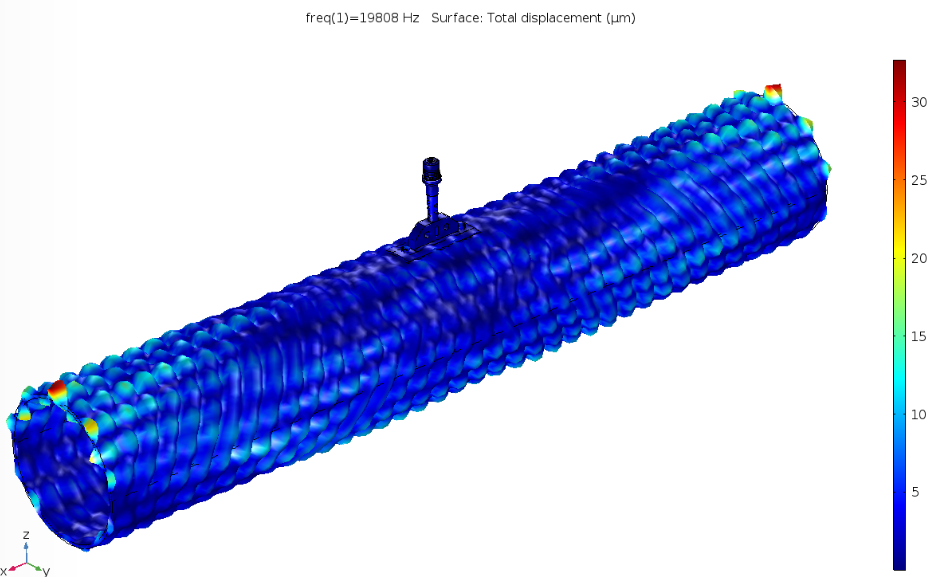 freq(1)=19808 Hz   Surface: Total displacement (μm)
30
25
20
15
10
5
z
x
y